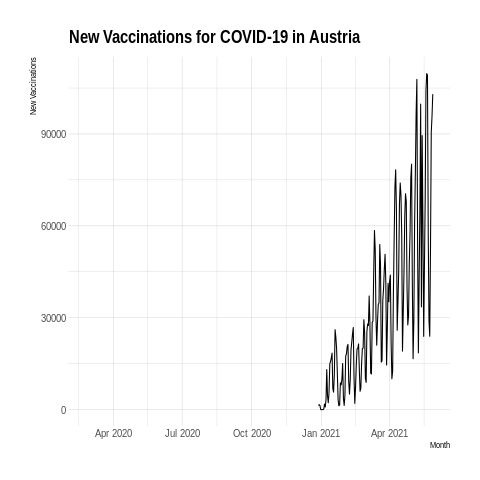 New Vaccinations for COVID-19 in Austria
New Vaccinations
90000
60000
30000
0
Apr 2020
Jul 2020
Oct 2020
Jan 2021
Apr 2021
Month